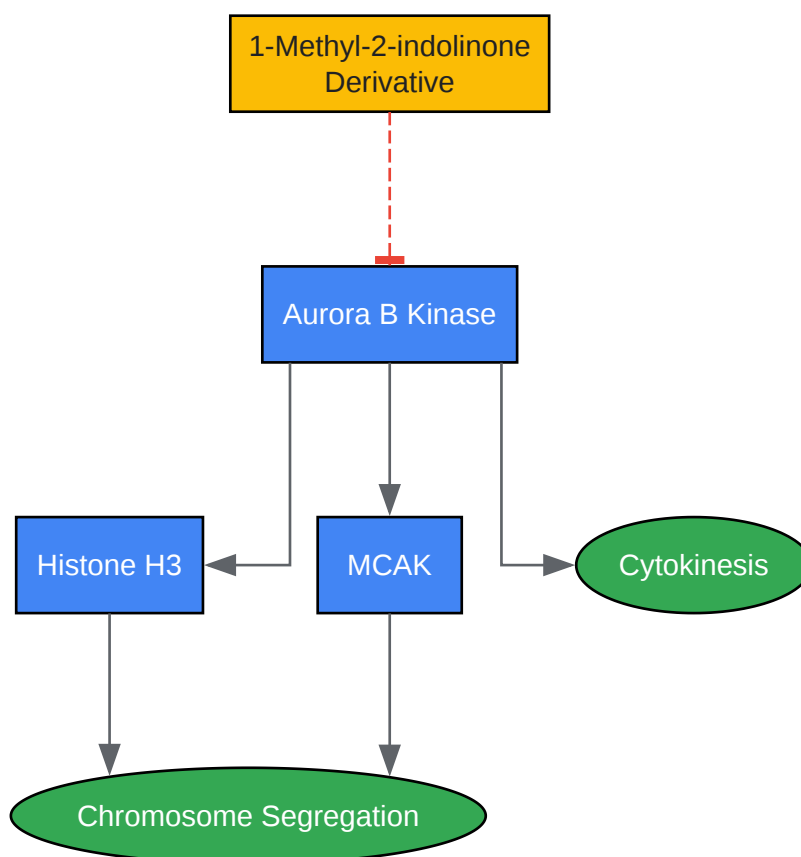 1-Methyl-2-indolinone
Derivative
Aurora B Kinase
Histone H3
MCAK
Cytokinesis
Chromosome Segregation